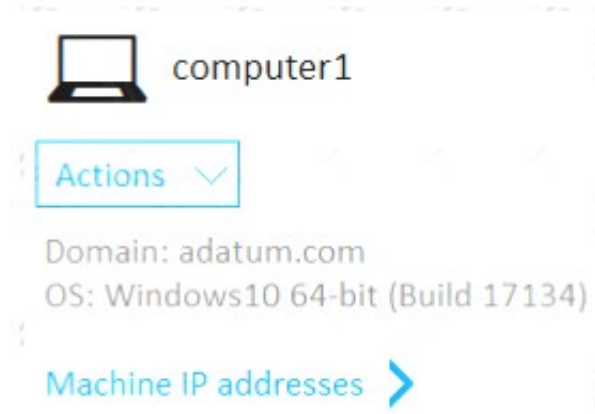 computer1
Actions
Domain: adatum.com
OS: Windows10 64-bit (Build 17134)
Machine IP addresses